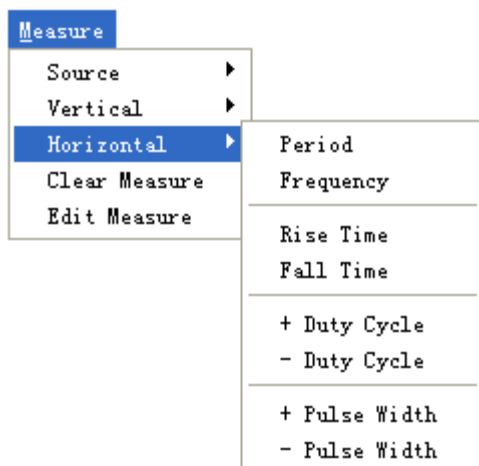 Measure
Source
Vertical
Horizontal
Clear Measure
Edit Measure
Period
Frequency
Rise Time
Fall Time
+ Duty Cycle
- Duty Cycle
+ Pulse Width
- Pulse Width